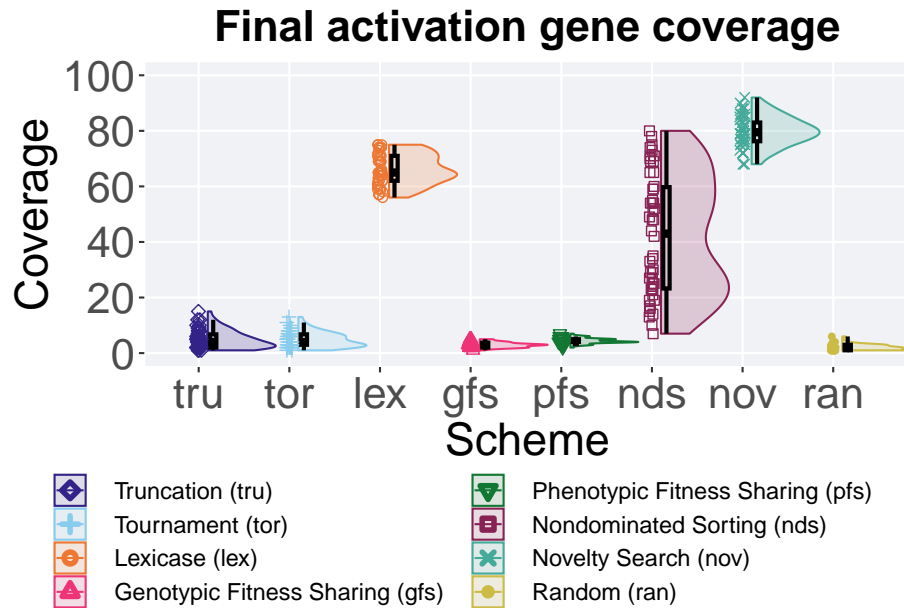 Final activation gene coverage
100
80
60
40
20
0
Coverage
tru tor lex gfs pfs nds nov ran
Scheme
Truncation (tru)
Tournament (tor)
Lexicase (lex)
Genotypic Fitness Sharing (gfs)
Phenotypic Fitness Sharing (pfs)
Nondominated Sorting (nds)
Novelty Search (nov)
Random (ran)